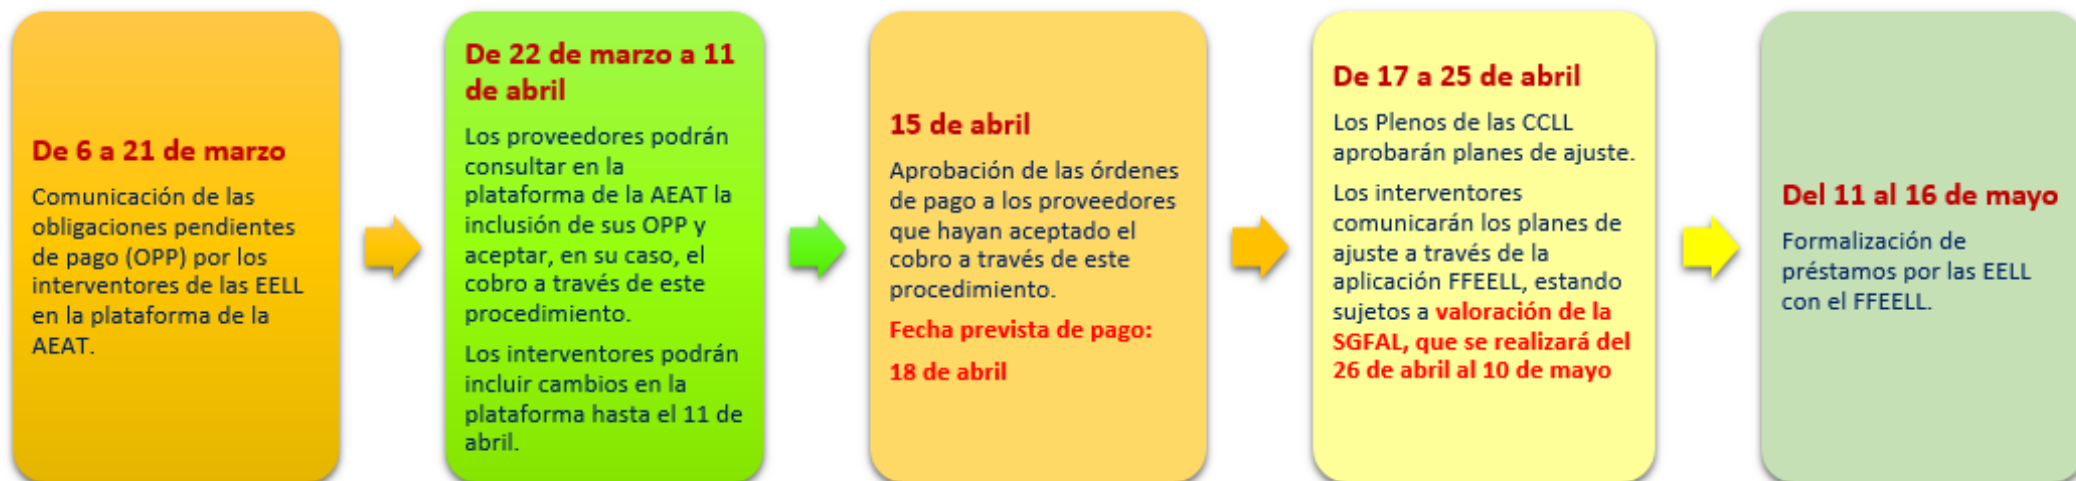 De 6 a 21 de marzo
Comunicación de las
obligaciones pendientes
de pago (OPP) por los
interventores de las EELL
en la plataforma de la
AEAT.
De 22 de marzo a 11
de abril
Los proveedores podrán
consultar en la
plataforma de la AEAT la
inclusión de sus OPP y
aceptar, en su caso, el
cobro a través de este
procedimiento.
Los interventores podrán
incluir cambios en la
plataforma hasta el 11 de
abril.
15 de abril
Aprobación de las órdenes
de pago a los proveedores
que hayan aceptado el
cobro a través de este
procedimiento.
Fecha prevista de pago:
18 de abril
De 17 a 25 de abril
Los Plenos de las CCLL
aprobarán planes de ajuste.
Los interventores
comunicarán los planes de
ajuste a través de la
aplicación FFEELL, estando
sujetos a valoración de la
SGFAL, que se realizará del
26 de abril al 10 de mayo
Del 11 al 16 de mayo
Formalización de
préstamos por las EELL
con el FFEELL.